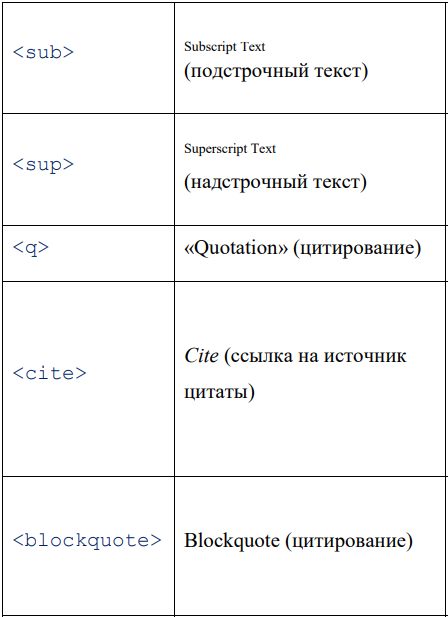 <sub>
Subscript Text
(подстрочный текст)
<sup>
Superscript Text
(надстрочный текст)
<q>
«Quotation» (цитирование)
<cite>
Cite (ссылка на источник
цитаты)
<blockquote>
Blockquote (цитирование)